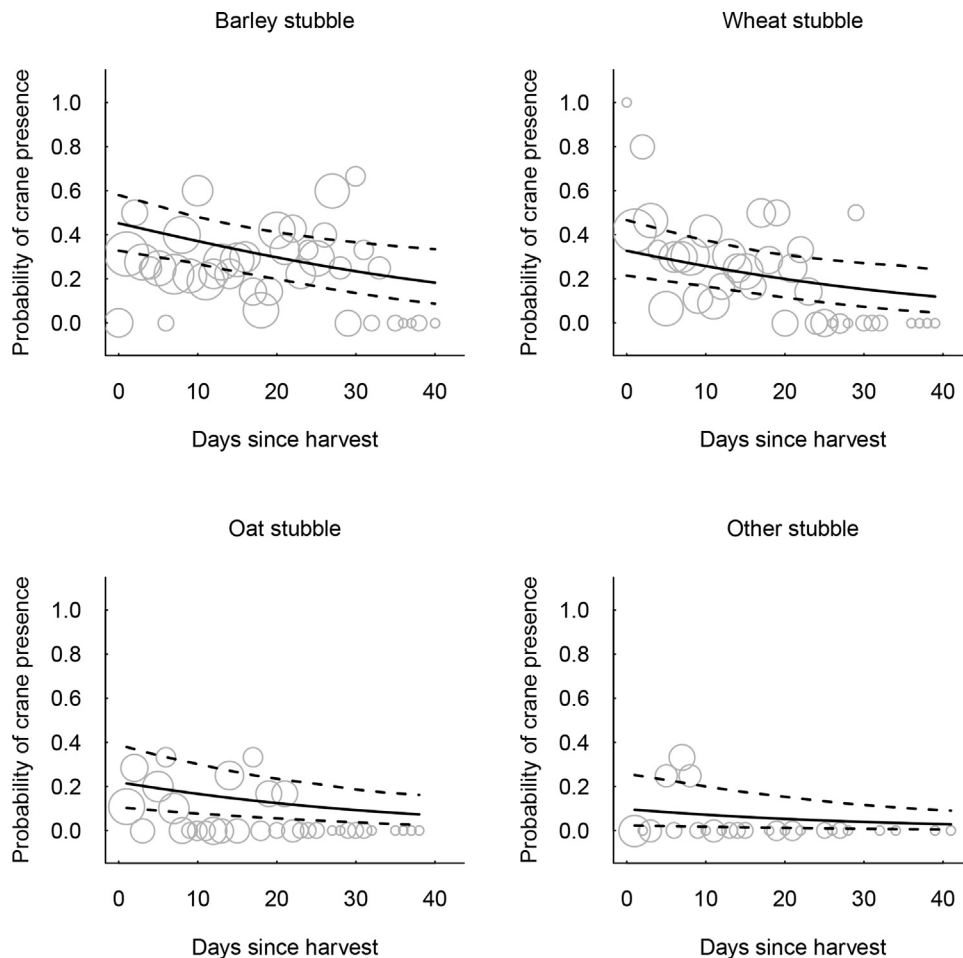 Barley stubble
Probability of crane presence
1.0
0.8
0.6
0.4
0.2
0.0
0 10 20 30 40
Days since harvest
Wheat stubble
Probability of crane presence
1.0
0.8
0.6
0.4
0.2
0.0
0 10 20 30 40
Days since harvest
Oat stubble
Probability of crane presence
1.0
0.8
0.6
0.4
0.2
0.0
0 10 20 30 40
Days since harvest
Other stubble
Probability of crane presence
1.0
0.8
0.6
0.4
0.2
0.0
0 10 20 30 40
Days since harvest